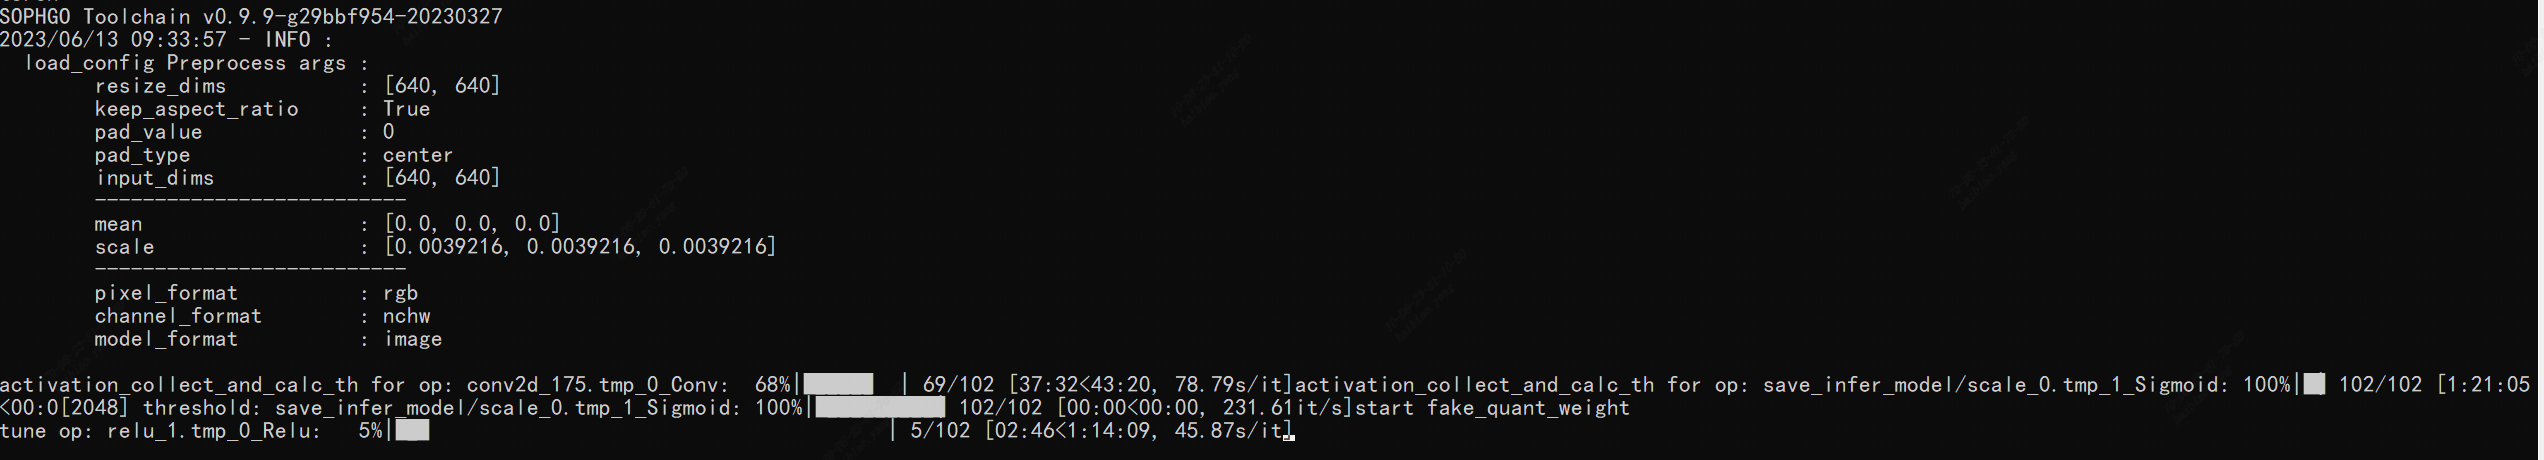 SOPHGO Toolchain v0.9.9-g29bbf954-20230327
2023/06/13 09:33:57 - INFO :
  load_config Preprocess args :
        resize_dims           : [640, 640]
        keep_aspect_ratio     : True
        pad_value             : 0
        pad_type              : center
        input_dims            : [640, 640]
        --------------------------
        mean                  : [0.0, 0.0, 0.0]
        scale                 : [0.0039216, 0.0039216, 0.0039216]
        --------------------------
        pixel_format          : rgb
        channel_format        : nchw
        model_format          : image
activation_collect_and_calc_th for op: conv2d_175.tmp_0_Conv:  68%|██████  | 69/102 [37:32<43:20, 78.79s/it]activation_collect_and_calc_th for op: save_infer_model/scale_0.tmp_1_Sigmoid: 100%|██| 102/102 [1:21:05
<00:0[2048] threshold: save_infer_model/scale_0.tmp_1_Sigmoid: 100%|███████████| 102/102 [00:00<00:00, 231.61it/s]start fake_quant_weight
tune op: relu_1.tmp_0_Relu:   5%|███                                       | 5/102 [02:46<1:14:09, 45.87s/it]